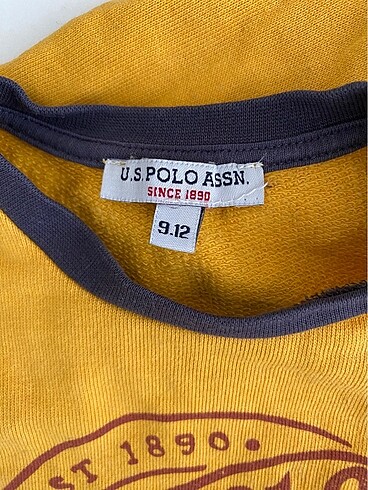 U.S. POLO ASSN.
SINCE 1890
9.12
ST 1890.